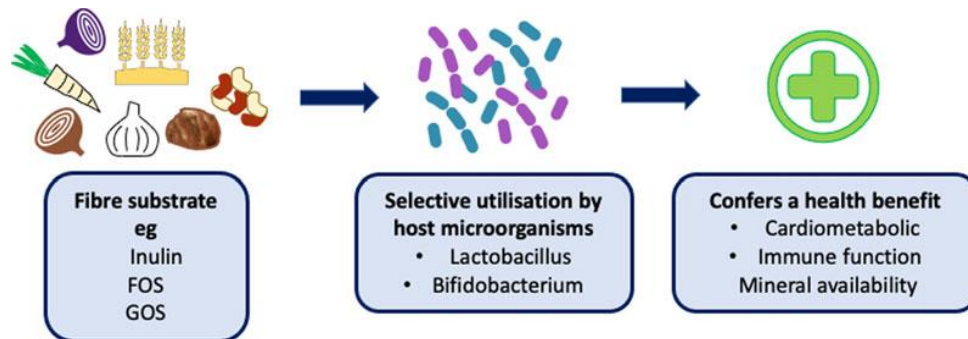 Fibre substrate
eg
Inulin
FOS
GOS
Selective utilisation by
host microorganisms
• Lactobacillus
• Bifidobacterium
Confers a health benefit
• Cardiometabolic
• Immune function
Mineral availability